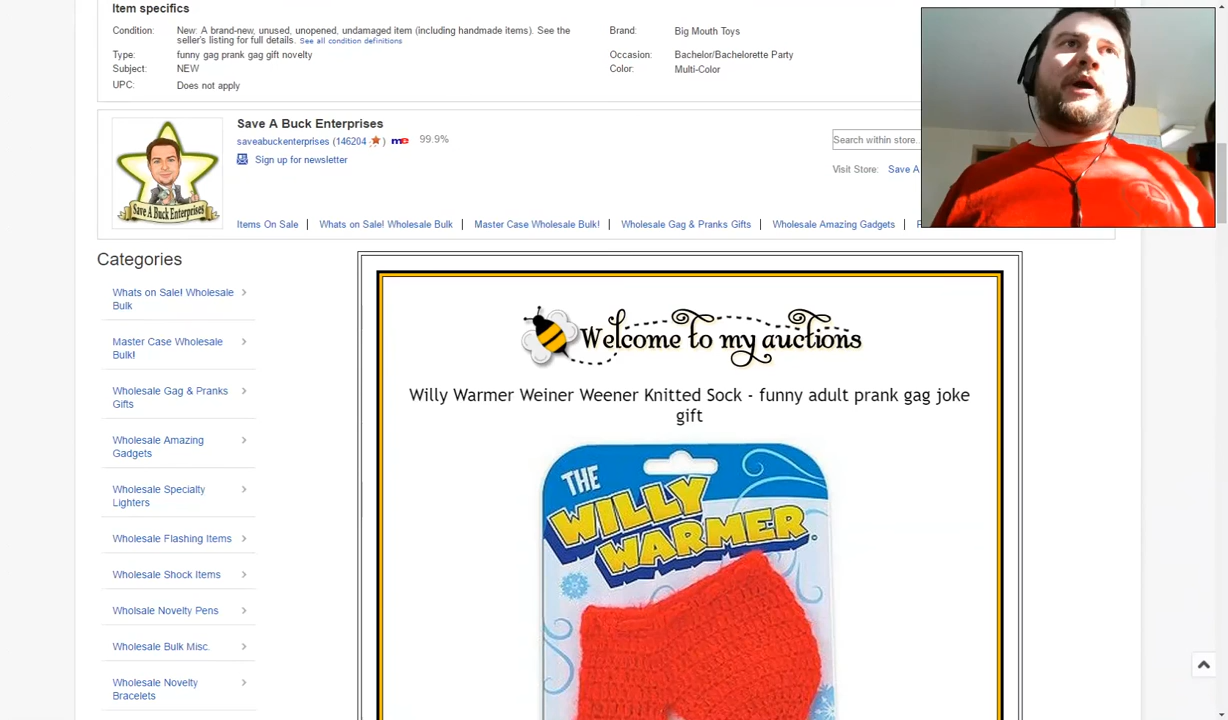 Item specifics
Condition: New: A brand-new, unused, unopened, undamaged item (including handmade items). See the
seller's listing for full details. See all condition definitions
Brand: Big Mouth Toys
Type: funny gag prank gag gift novelty
Occasion: Bachelor/Bachelorette Party
Subject: NEW
Color: Multi-Color
UPC: Does not apply
Save A Buck Enterprises
saveabuckenterprises (146204 ) me 99.9%
Search within store...
Sign up for newsletter
Visit Store: Save A
Save A Buck Enterprises
Items On Sale | Whats on Sale! Wholesale Bulk | Master Case Wholesale Bulk! | Wholesale Gag & Pranks Gifts | Wholesale Amazing Gadgets |
Categories
Whats on Sale! Wholesale
Bulk
Master Case Wholesale
Bulk!
Wholesale Gag & Pranks
Gifts
Wholesale Amazing
Gadgets
Wholesale Specialty
Lighters
Wholesale Flashing Items
Wholesale Shock Items
Wholsale Novelty Pens
Wholesale Bulk Misc.
Wholesale Novelty
Bracelets
Welcome to my auctions
Willy Warmer Weiner Weener Knitted Sock - funny adult prank gag joke
gift
THE
WILLY
WARMER